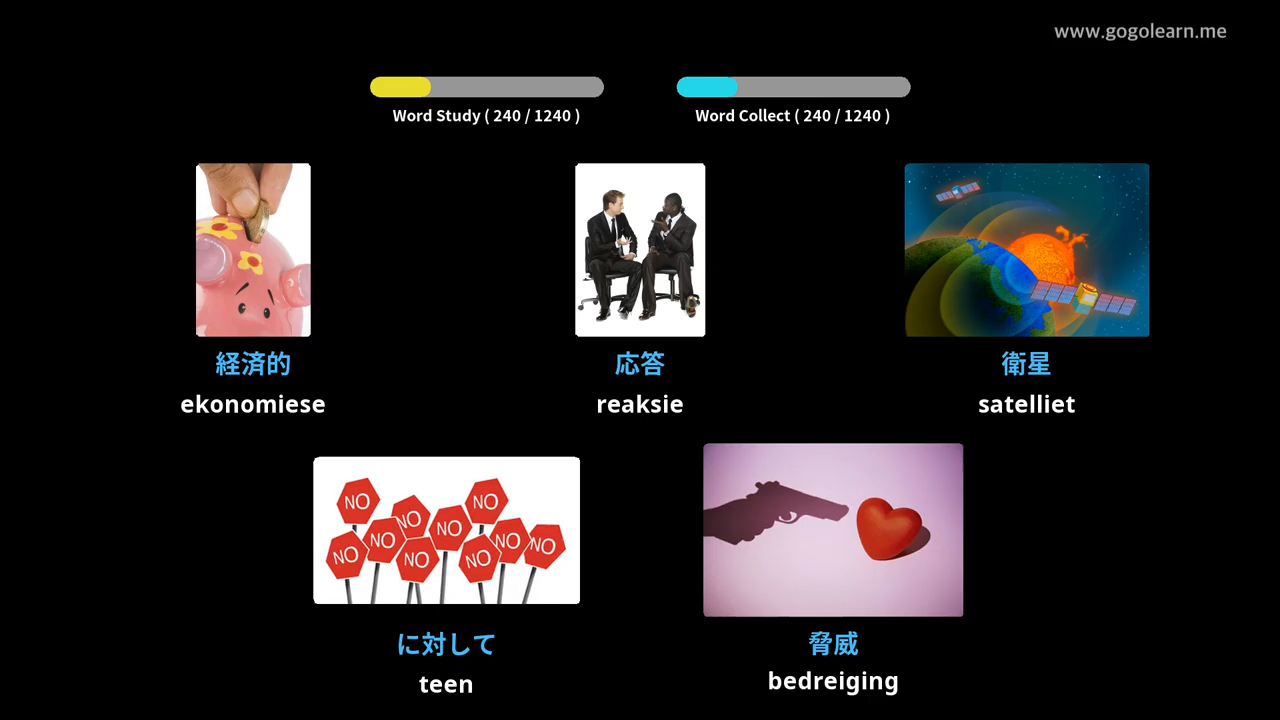 www.gogolearn.me
Word Study ( 240 / 1240 )
Word Collect ( 240 / 1240 )
経済的
ekonomiese
応答
reaksie
衛星
satelliet
NO
NO
NO
NO
NO
NO
NO
NO
NO
NO
に対して
teen
脅威
bedreiging